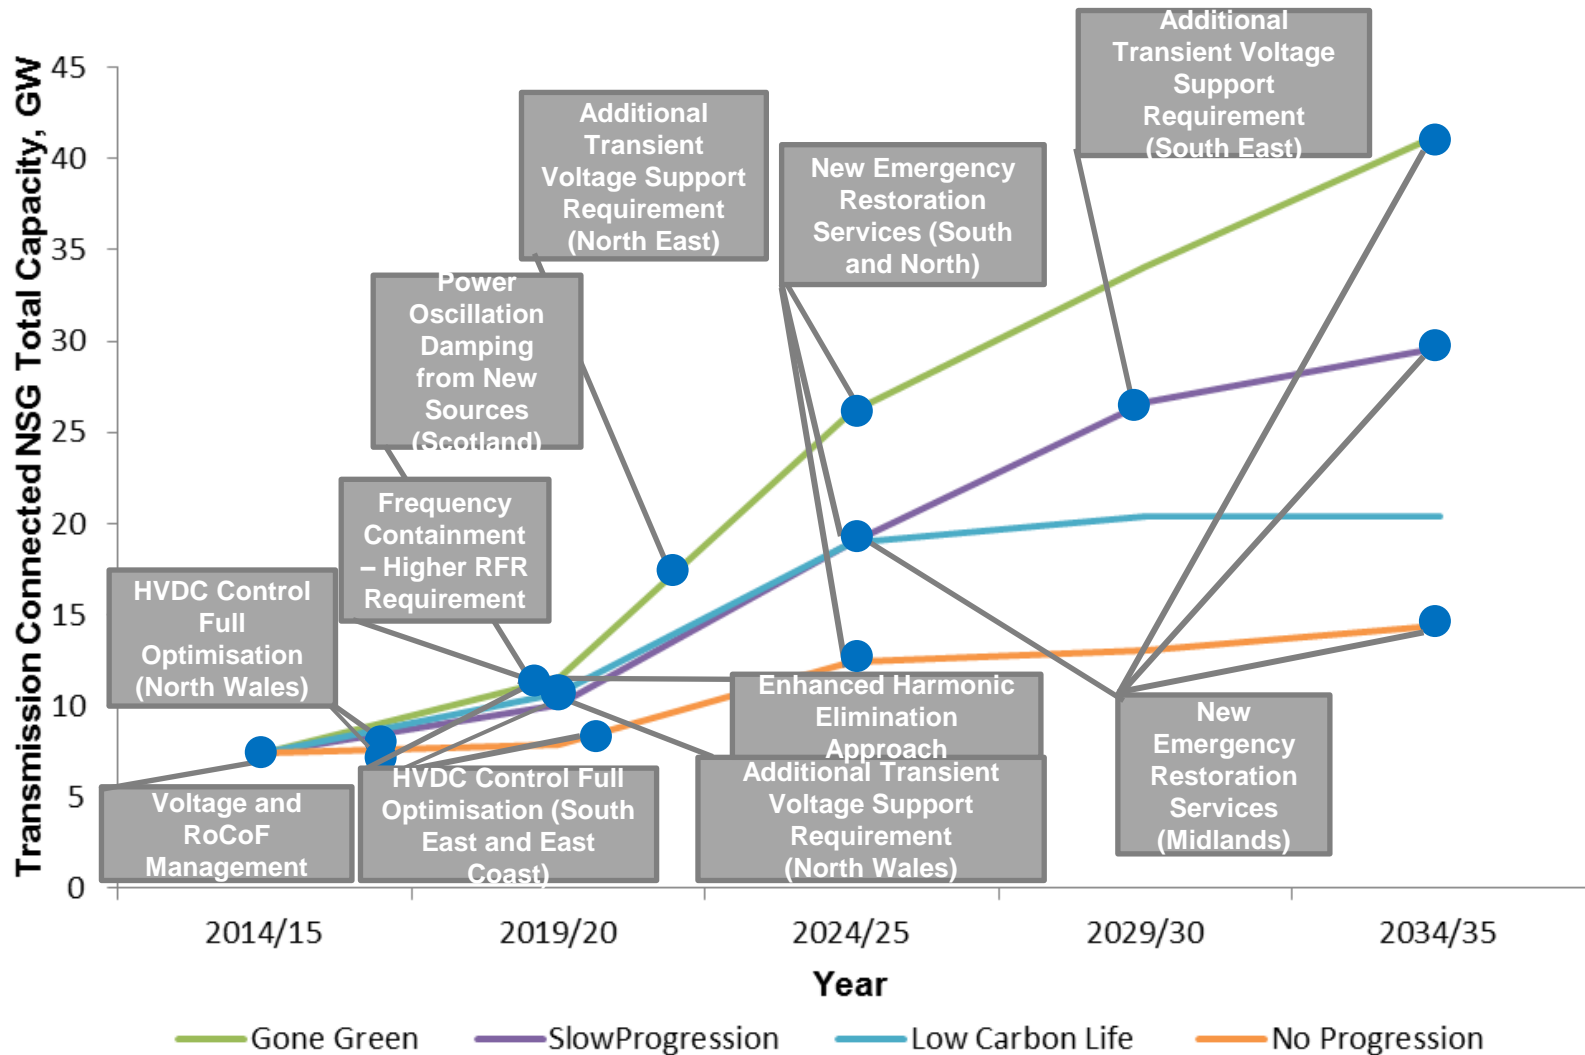 Transmission Connected NSG Total Capacity, GW
45
40
35
30
25
20
15
10
5
0
Additional
Transient Voltage
Support
Requirement
(South East)
Additional
Transient
Voltage Support
Requirement
(North East)
New Emergency
Restoration
Services (South
and North)
Power
Oscillation
Damping
from New
Sources
(Scotland)
Frequency
Containment
– Higher RFR
Requirement
HVDC Control
Full
Optimisation
(North Wales)
Enhanced Harmonic
Elimination
Approach
New
Emergency
Restoration
Services
(Midlands)
Voltage and
RoCoF
Management
HVDC Control Full
Optimisation (South
East and East
Coast)
Additional Transient
Voltage Support
Requirement
(North Wales)
2014/15
2019/20
2024/25
2029/30
2034/35
Year
Gone Green
SlowProgression
Low Carbon Life
No Progression